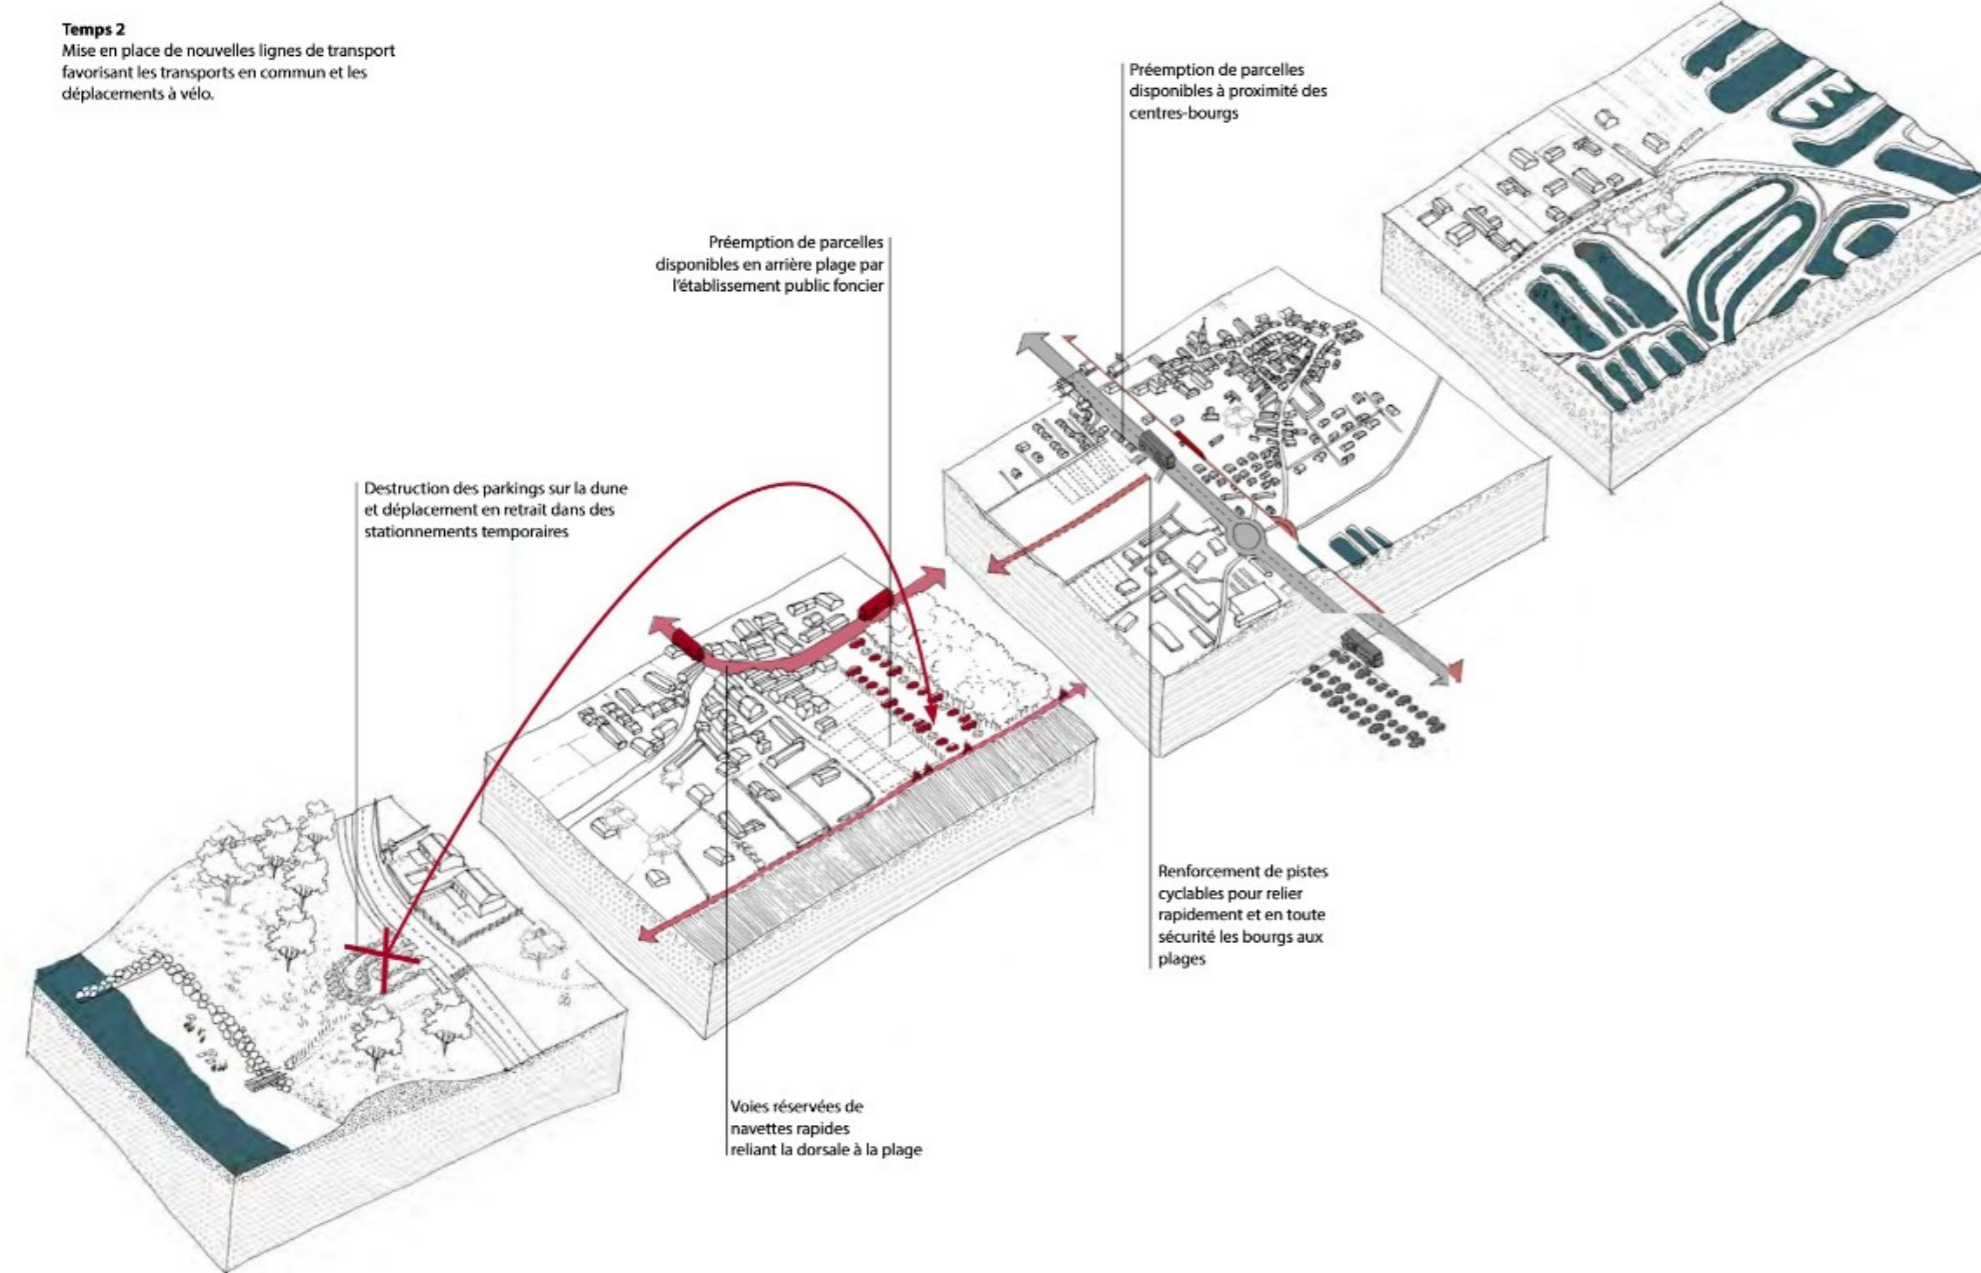 Temps 2
Mise en place de nouvelles lignes de transport
favorisant les transports en commun et les
déplacements à vélo.
Préemption de parcelles
disponibles à proximité des
centres-bourgs
Préemption de parcelles
disponibles en arrière plage par
l'établissement public foncier
Destruction des parkings sur la dune
et déplacement en retrait dans des
stationnements temporaires
Renforcement de pistes
cyclables pour relier
rapidement et en toute
sécurité les bourgs aux
plages
Voies réservées de
navettes rapides
reliant la dorsale à la plage